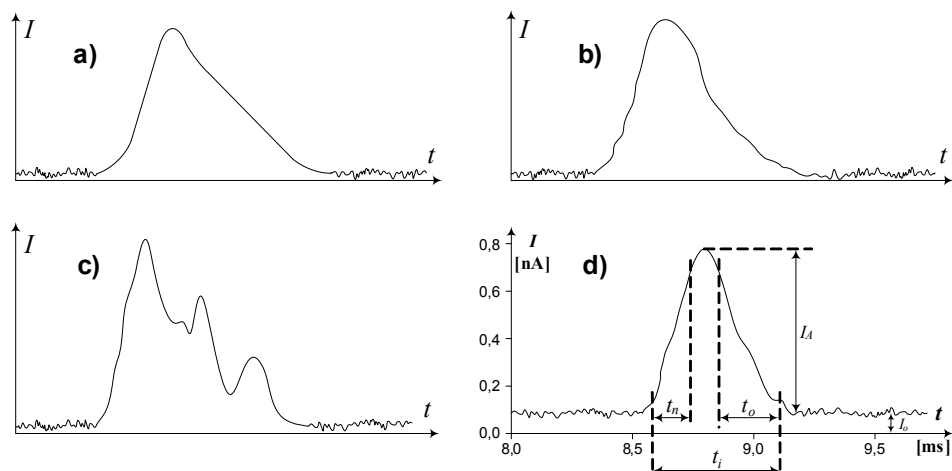 I
a)
t
I
b)
t
I
c)
t
0,8
I
[nA]
d)
0,6
0,4
0,2
0,0
I_A
t_n
t_o
I_o
t
8,0
8,5
9,0
9,5
[ms]
t_i